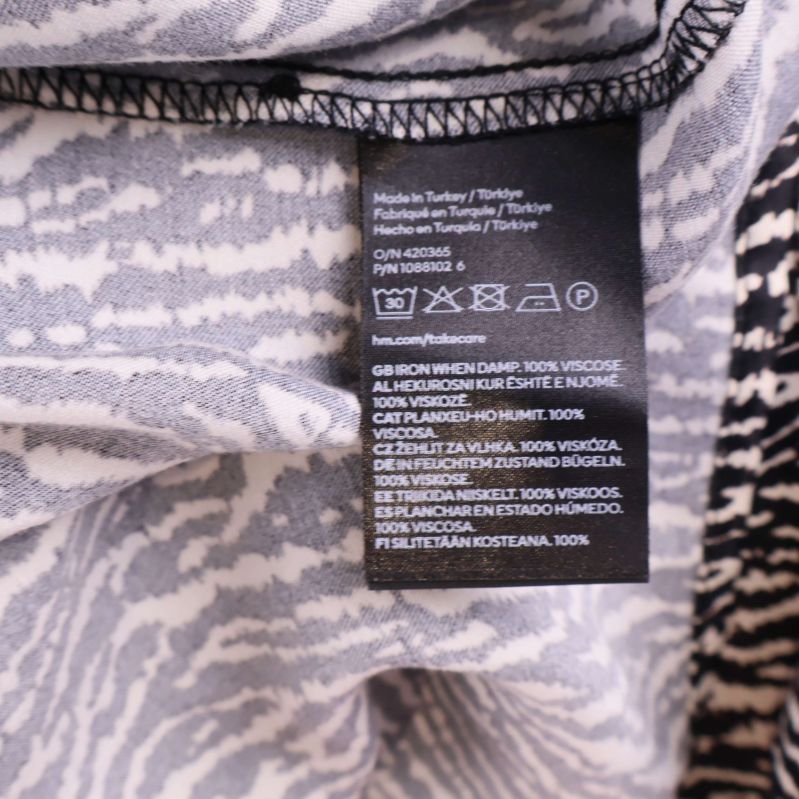 Made in Turkey / Türkiye
Fabriqué en Turquie / Türkiye
Hecho en Turquía / Türkiye
O/N 420365
P/N 1088102 6
30 P
hm.com/takecare
GB IRON WHEN DAMP. 100% VISCOSE.
AL HEKUROSNI KUR ËSHTË E NJOMË.
100% VISKOZË.
CAT PLANXEU-HO HUMIT. 100%
VISCOSA.
CZ ŽEHLIT ZA VLHKA. 100% VISKÓZA.
DE IN FEUCHTEM ZUSTAND BÜGELN.
100% VISKOSE.
EE TRIIKIDA NIISKELT. 100% VISKOOS.
ES PLANCHAR EN ESTADO HÚMEDO.
100% VISCOSA.
FI SILITETÄÄN KOSTEANA. 100%